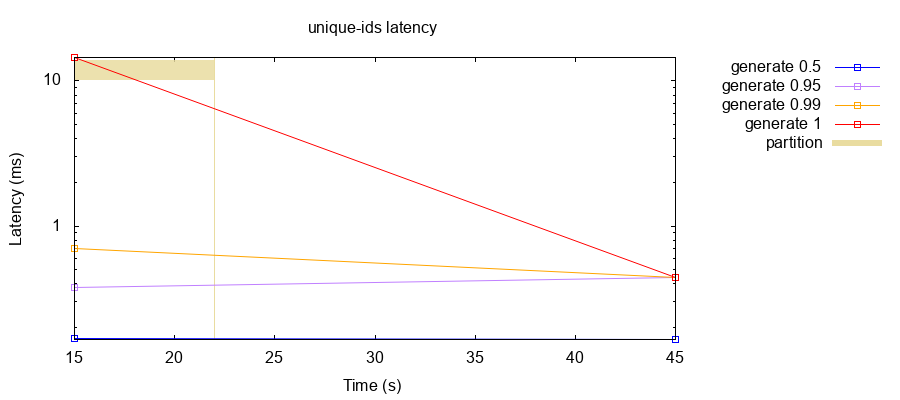 unique-ids latency
generate 0.5
generate 0.95
generate 0.99
generate 1
partition
Latency (ms)
10
1
15 20 25 30 35 40 45
Time (s)